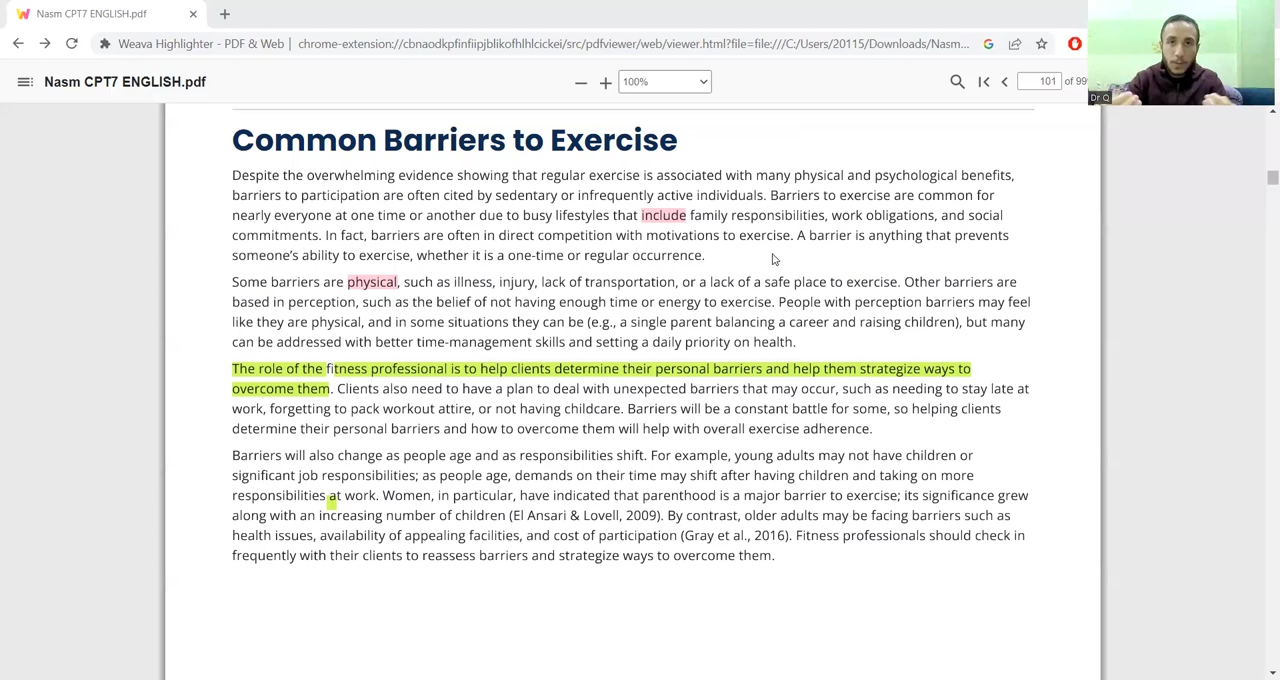 Nasm CPT7 ENGLISH.pdf
Weava Highlighter - PDF & Web | chrome-extension://cbnaodkpfinfiipjblikofhlhlcickei/src/pdfviewer/web/viewer.html?file=file:///C:/Users/20115/Downloads/Nasm...
Nasm CPT7 ENGLISH.pdf
100%
101 of 99
Dr Q
Common Barriers to Exercise
Despite the overwhelming evidence showing that regular exercise is associated with many physical and psychological benefits,
barriers to participation are often cited by sedentary or infrequently active individuals. Barriers to exercise are common for
nearly everyone at one time or another due to busy lifestyles that include family responsibilities, work obligations, and social
commitments. In fact, barriers are often in direct competition with motivations to exercise. A barrier is anything that prevents
someone's ability to exercise, whether it is a one-time or regular occurrence.
Some barriers are physical, such as illness, injury, lack of transportation, or a lack of a safe place to exercise. Other barriers are
based in perception, such as the belief of not having enough time or energy to exercise. People with perception barriers may feel
like they are physical, and in some situations they can be (e.g., a single parent balancing a career and raising children), but many
can be addressed with better time-management skills and setting a daily priority on health.
The role of the fitness professional is to help clients determine their personal barriers and help them strategize ways to
overcome them. Clients also need to have a plan to deal with unexpected barriers that may occur, such as needing to stay late at
work, forgetting to pack workout attire, or not having childcare. Barriers will be a constant battle for some, so helping clients
determine their personal barriers and how to overcome them will help with overall exercise adherence.
Barriers will also change as people age and as responsibilities shift. For example, young adults may not have children or
significant job responsibilities; as people age, demands on their time may shift after having children and taking on more
responsibilities at work. Women, in particular, have indicated that parenthood is a major barrier to exercise; its significance grew
along with an increasing number of children (El Ansari & Lovell, 2009). By contrast, older adults may be facing barriers such as
health issues, availability of appealing facilities, and cost of participation (Gray et al., 2016). Fitness professionals should check in
frequently with their clients to reassess barriers and strategize ways to overcome them.